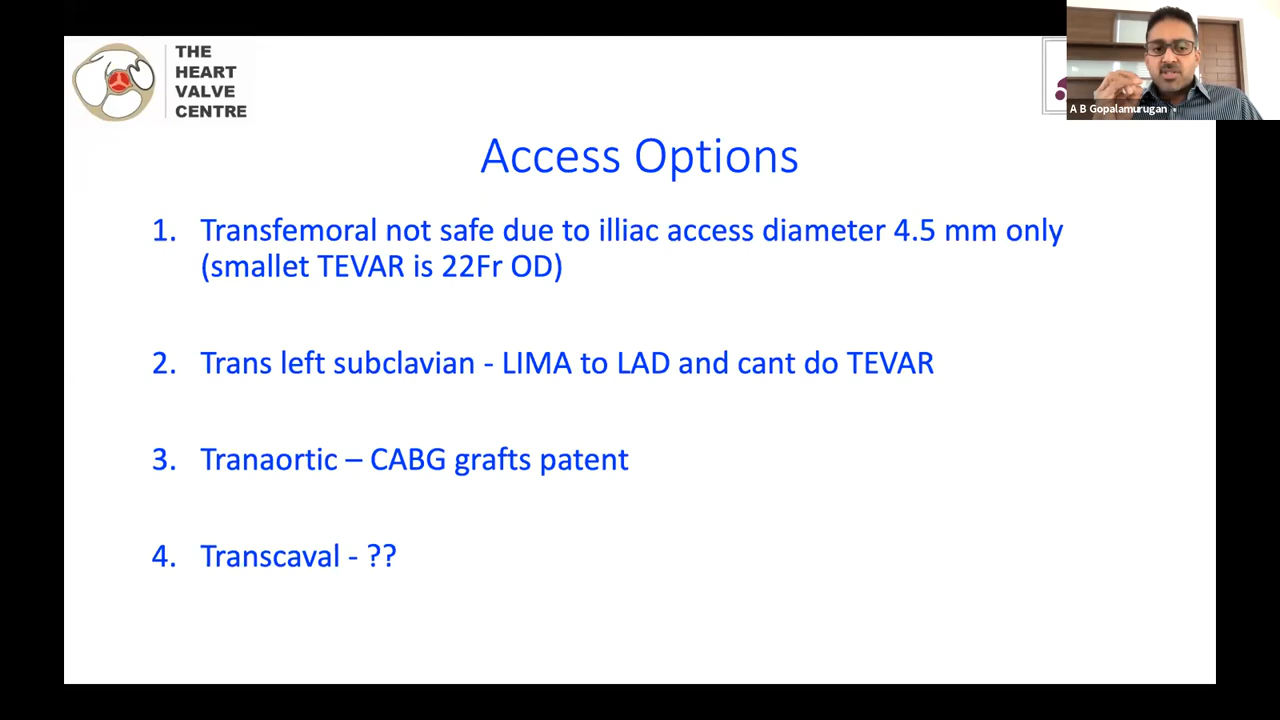 THE
HEART
VALVE
CENTRE
A B Gopalamurugan
Access Options
1. Transfemoral not safe due to illiac access diameter 4.5 mm only
(smallet TEVAR is 22Fr OD)
2. Trans left subclavian - LIMA to LAD and cant do TEVAR
3. Tranaortic – CABG grafts patent
4. Transcaval - ??